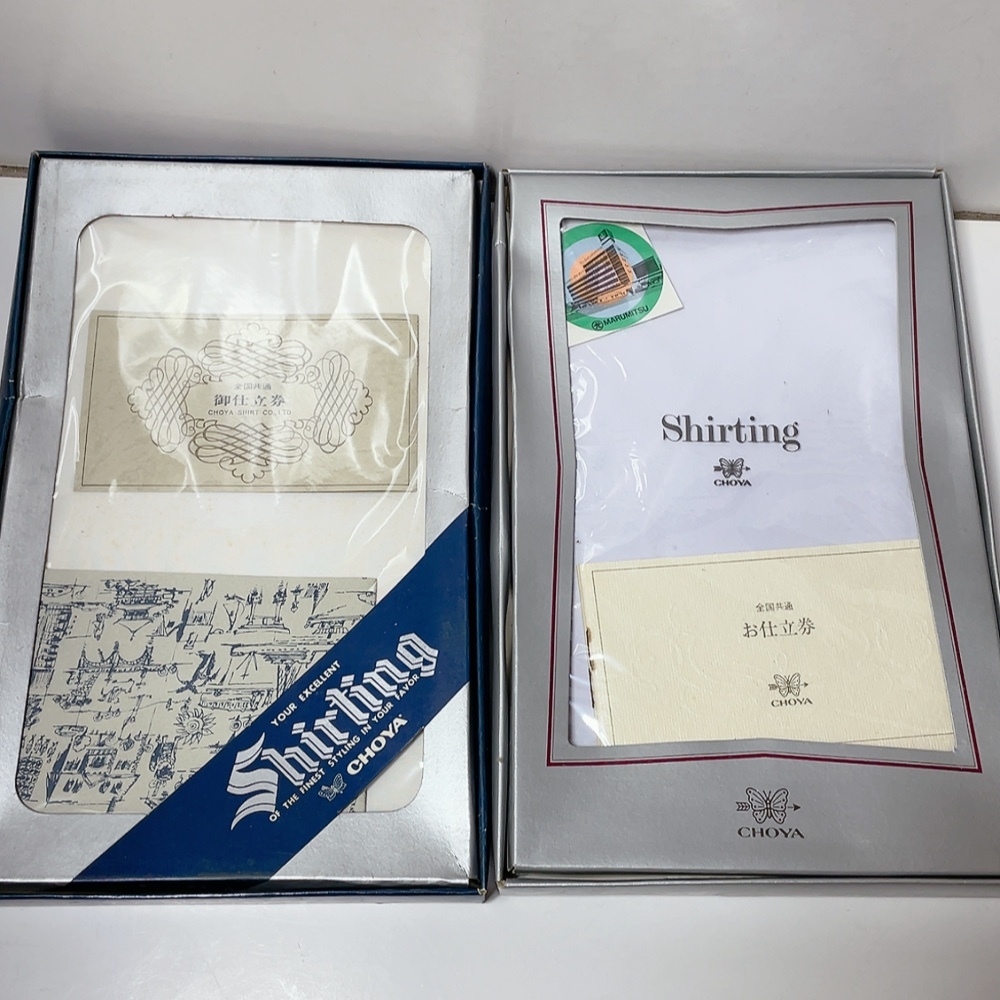 全国共通
御仕立券
CHOYA SHIRT CO., LTD
YOUR EXCELLENT
Shirting
OF THE FINEST STYLING IN YOUR FAVOR
CHOYA
MARUMITSU
Shirting
CHOYA
全国共通
お仕立券
CHOYA
CHOYA